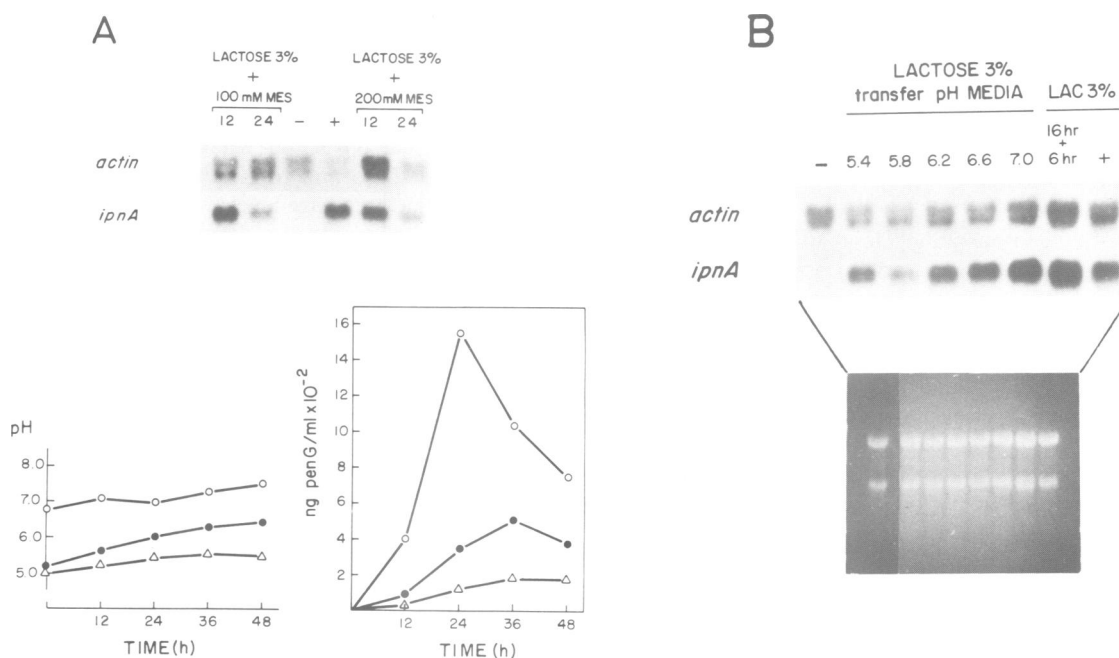 A
LACTOSE 3%
+
100 mM MES
12 24 – +
LACTOSE 3%
+
200mM MES
12 24
actin
ipnA
pH
8.0
7.0
6.0
5.0
12 24 36 48
TIME (h)
ng penG/ml x 10⁻²
16
14
12
10
8
6
4
2
12 24 36 48
TIME (h)
B
LACTOSE 3%
transfer pH MEDIA
LAC 3%
16 hr
+
– 5.4 5.8 6.2 6.6 7.0 6 hr +
actin
ipnA